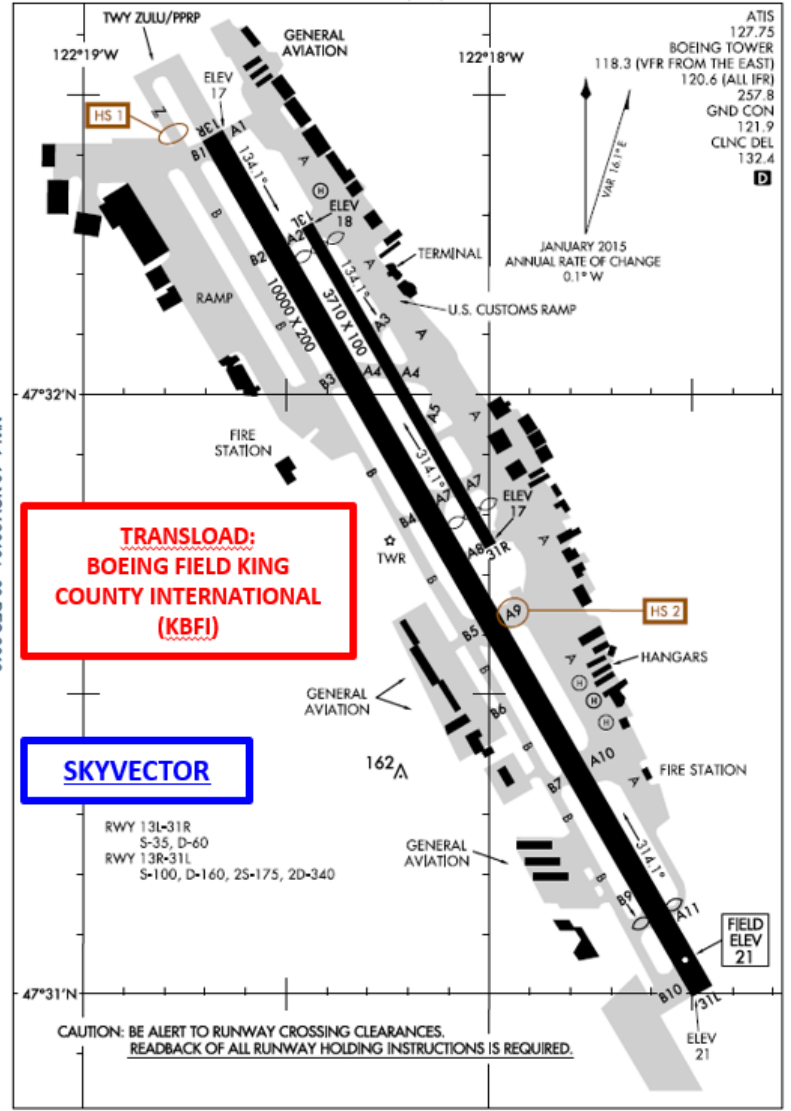 TWY ZULU/PPRP
GENERAL
AVIATION
122°19'W
122°18'W
ATIS
127.75
BOEING TOWER
118.3 (VFR FROM THE EAST)
120.6 (ALL IFR)
257.8
GND CON
121.9
CLNC DEL
132.4
D
ELEV
17
HS 1
Z
13R
A1
B1
A
134.1°
VAR 16.1° E
H
ELEV
18
13L
B
A2
B2
A
TERMINAL
JANUARY 2015
ANNUAL RATE OF CHANGE
0.1° W
134.1°
RAMP
10000 X 200
3710 X 100
U.S. CUSTOMS RAMP
A3
A
B
B3
A4
A4
47°32'N
A5
A
FIRE
STATION
314.1°
B
A7
A7
ELEV
17
B4
TWR
A8
31R
A
TRANSLOAD:
BOEING FIELD KING
COUNTY INTERNATIONAL
(KBFI)
B
A9
HS 2
B5
A
HANGARS
B
H
H
H
GENERAL
AVIATION
B6
B
162
A10
FIRE STATION
A
B7
SKYVECTOR
B
RWY 13L-31R
S-35, D-60
RWY 13R-31L
S-100, D-160, 2S-175, 2D-340
GENERAL
AVIATION
314.1°
B
B9
A11
FIELD
ELEV
21
47°31'N
B10
31L
ELEV
21
CAUTION: BE ALERT TO RUNWAY CROSSING CLEARANCES.
READBACK OF ALL RUNWAY HOLDING INSTRUCTIONS IS REQUIRED.